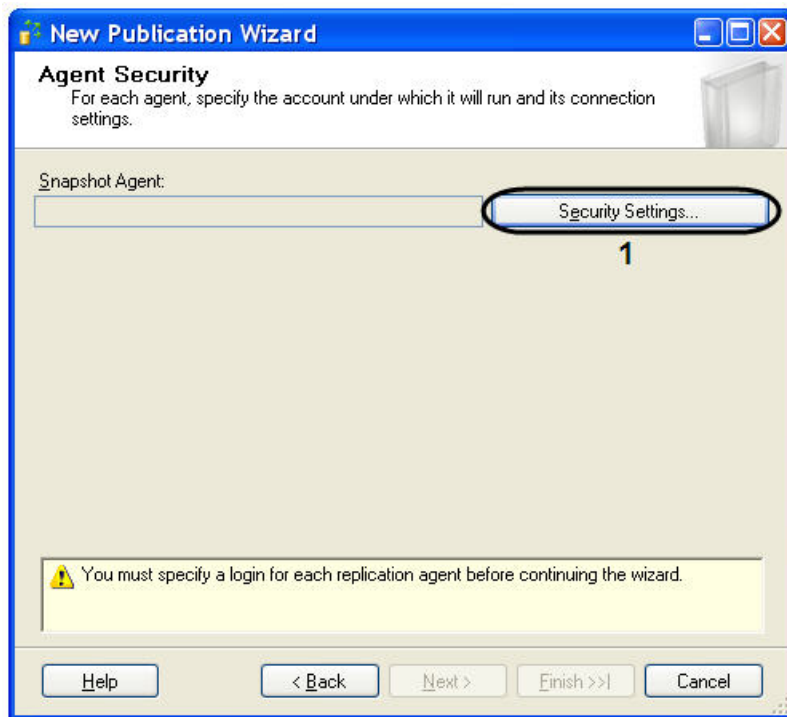 New Publication Wizard
Agent Security
For each agent, specify the account under which it will run and its connection
settings.
Snapshot Agent:
Security Settings...
1
You must specify a login for each replication agent before continuing the wizard.
Help
< Back
Next >
Finish >>|
Cancel